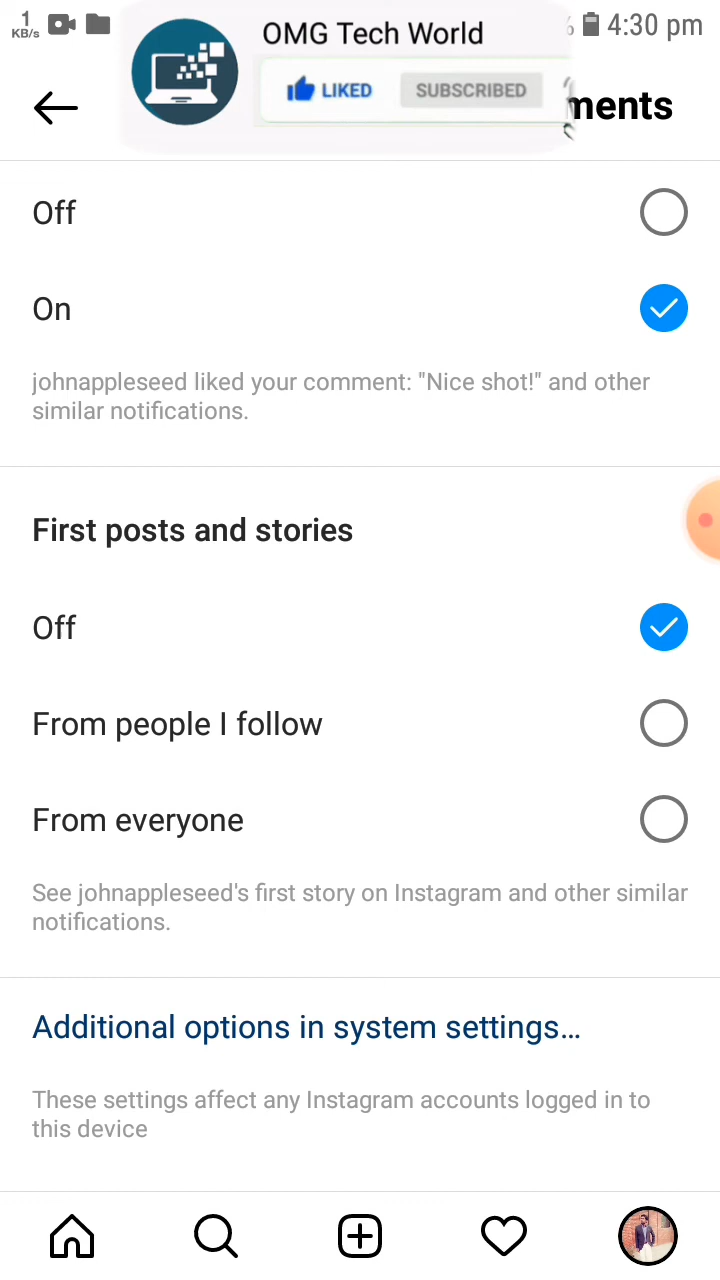 1
KB/s
4:30 pm
OMG Tech World
LIKED
SUBSCRIBED
ments
Off
On
johnappleseed liked your comment: "Nice shot!" and other
similar notifications.
First posts and stories
Off
From people I follow
From everyone
See johnappleseed's first story on Instagram and other similar
notifications.
Additional options in system settings...
These settings affect any Instagram accounts logged in to
this device